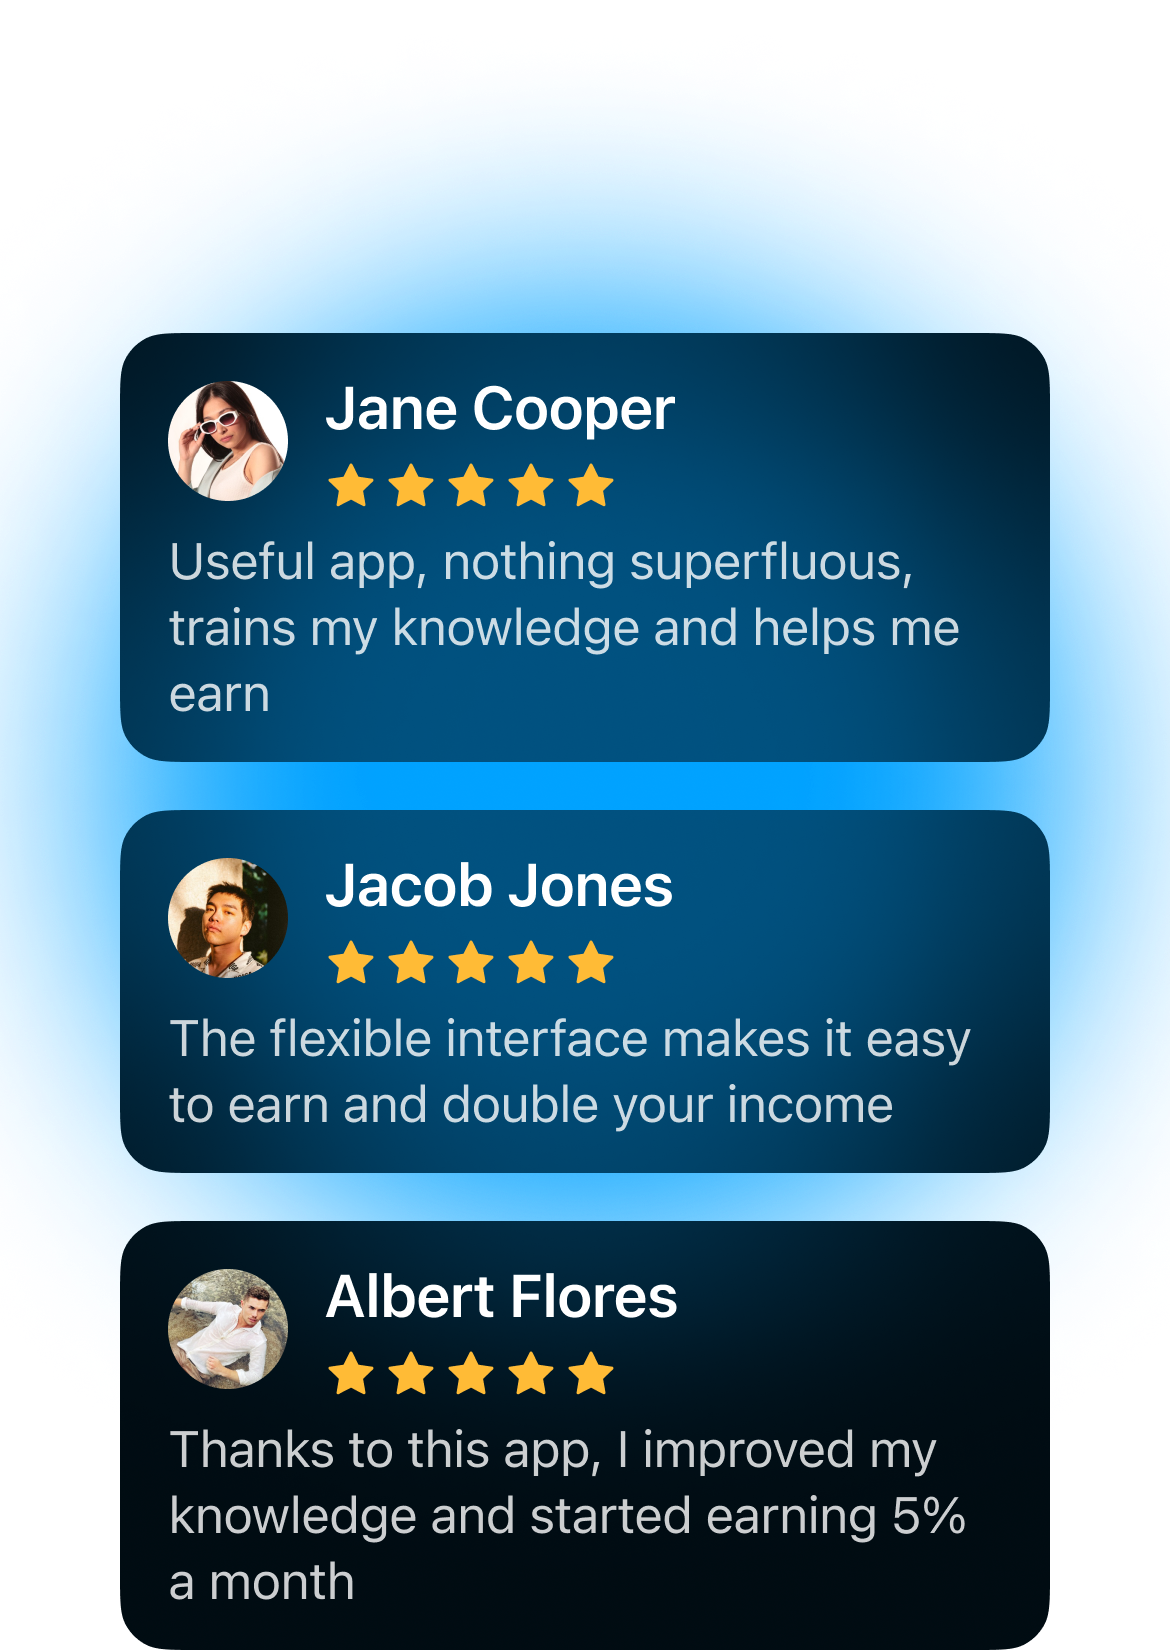 Jane Cooper
Useful app, nothing superfluous,
trains my knowledge and helps me
earn
Jacob Jones
The flexible interface makes it easy
to earn and double your income
Albert Flores
Thanks to this app, I improved my
knowledge and started earning 5%
a month